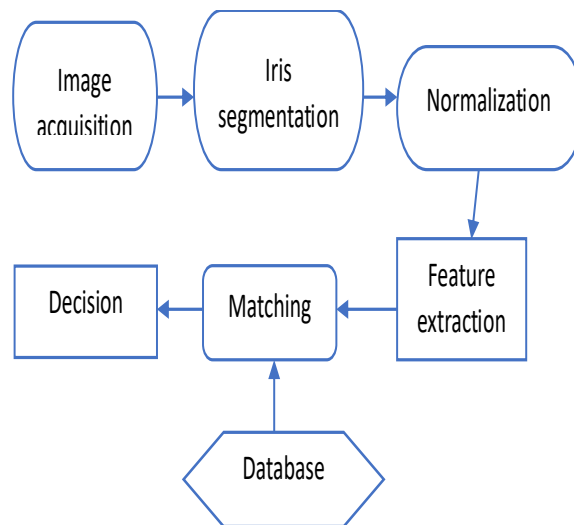 Image
acquisition
Iris
segmentation
Normalization
Feature
extraction
Matching
Decision
Database